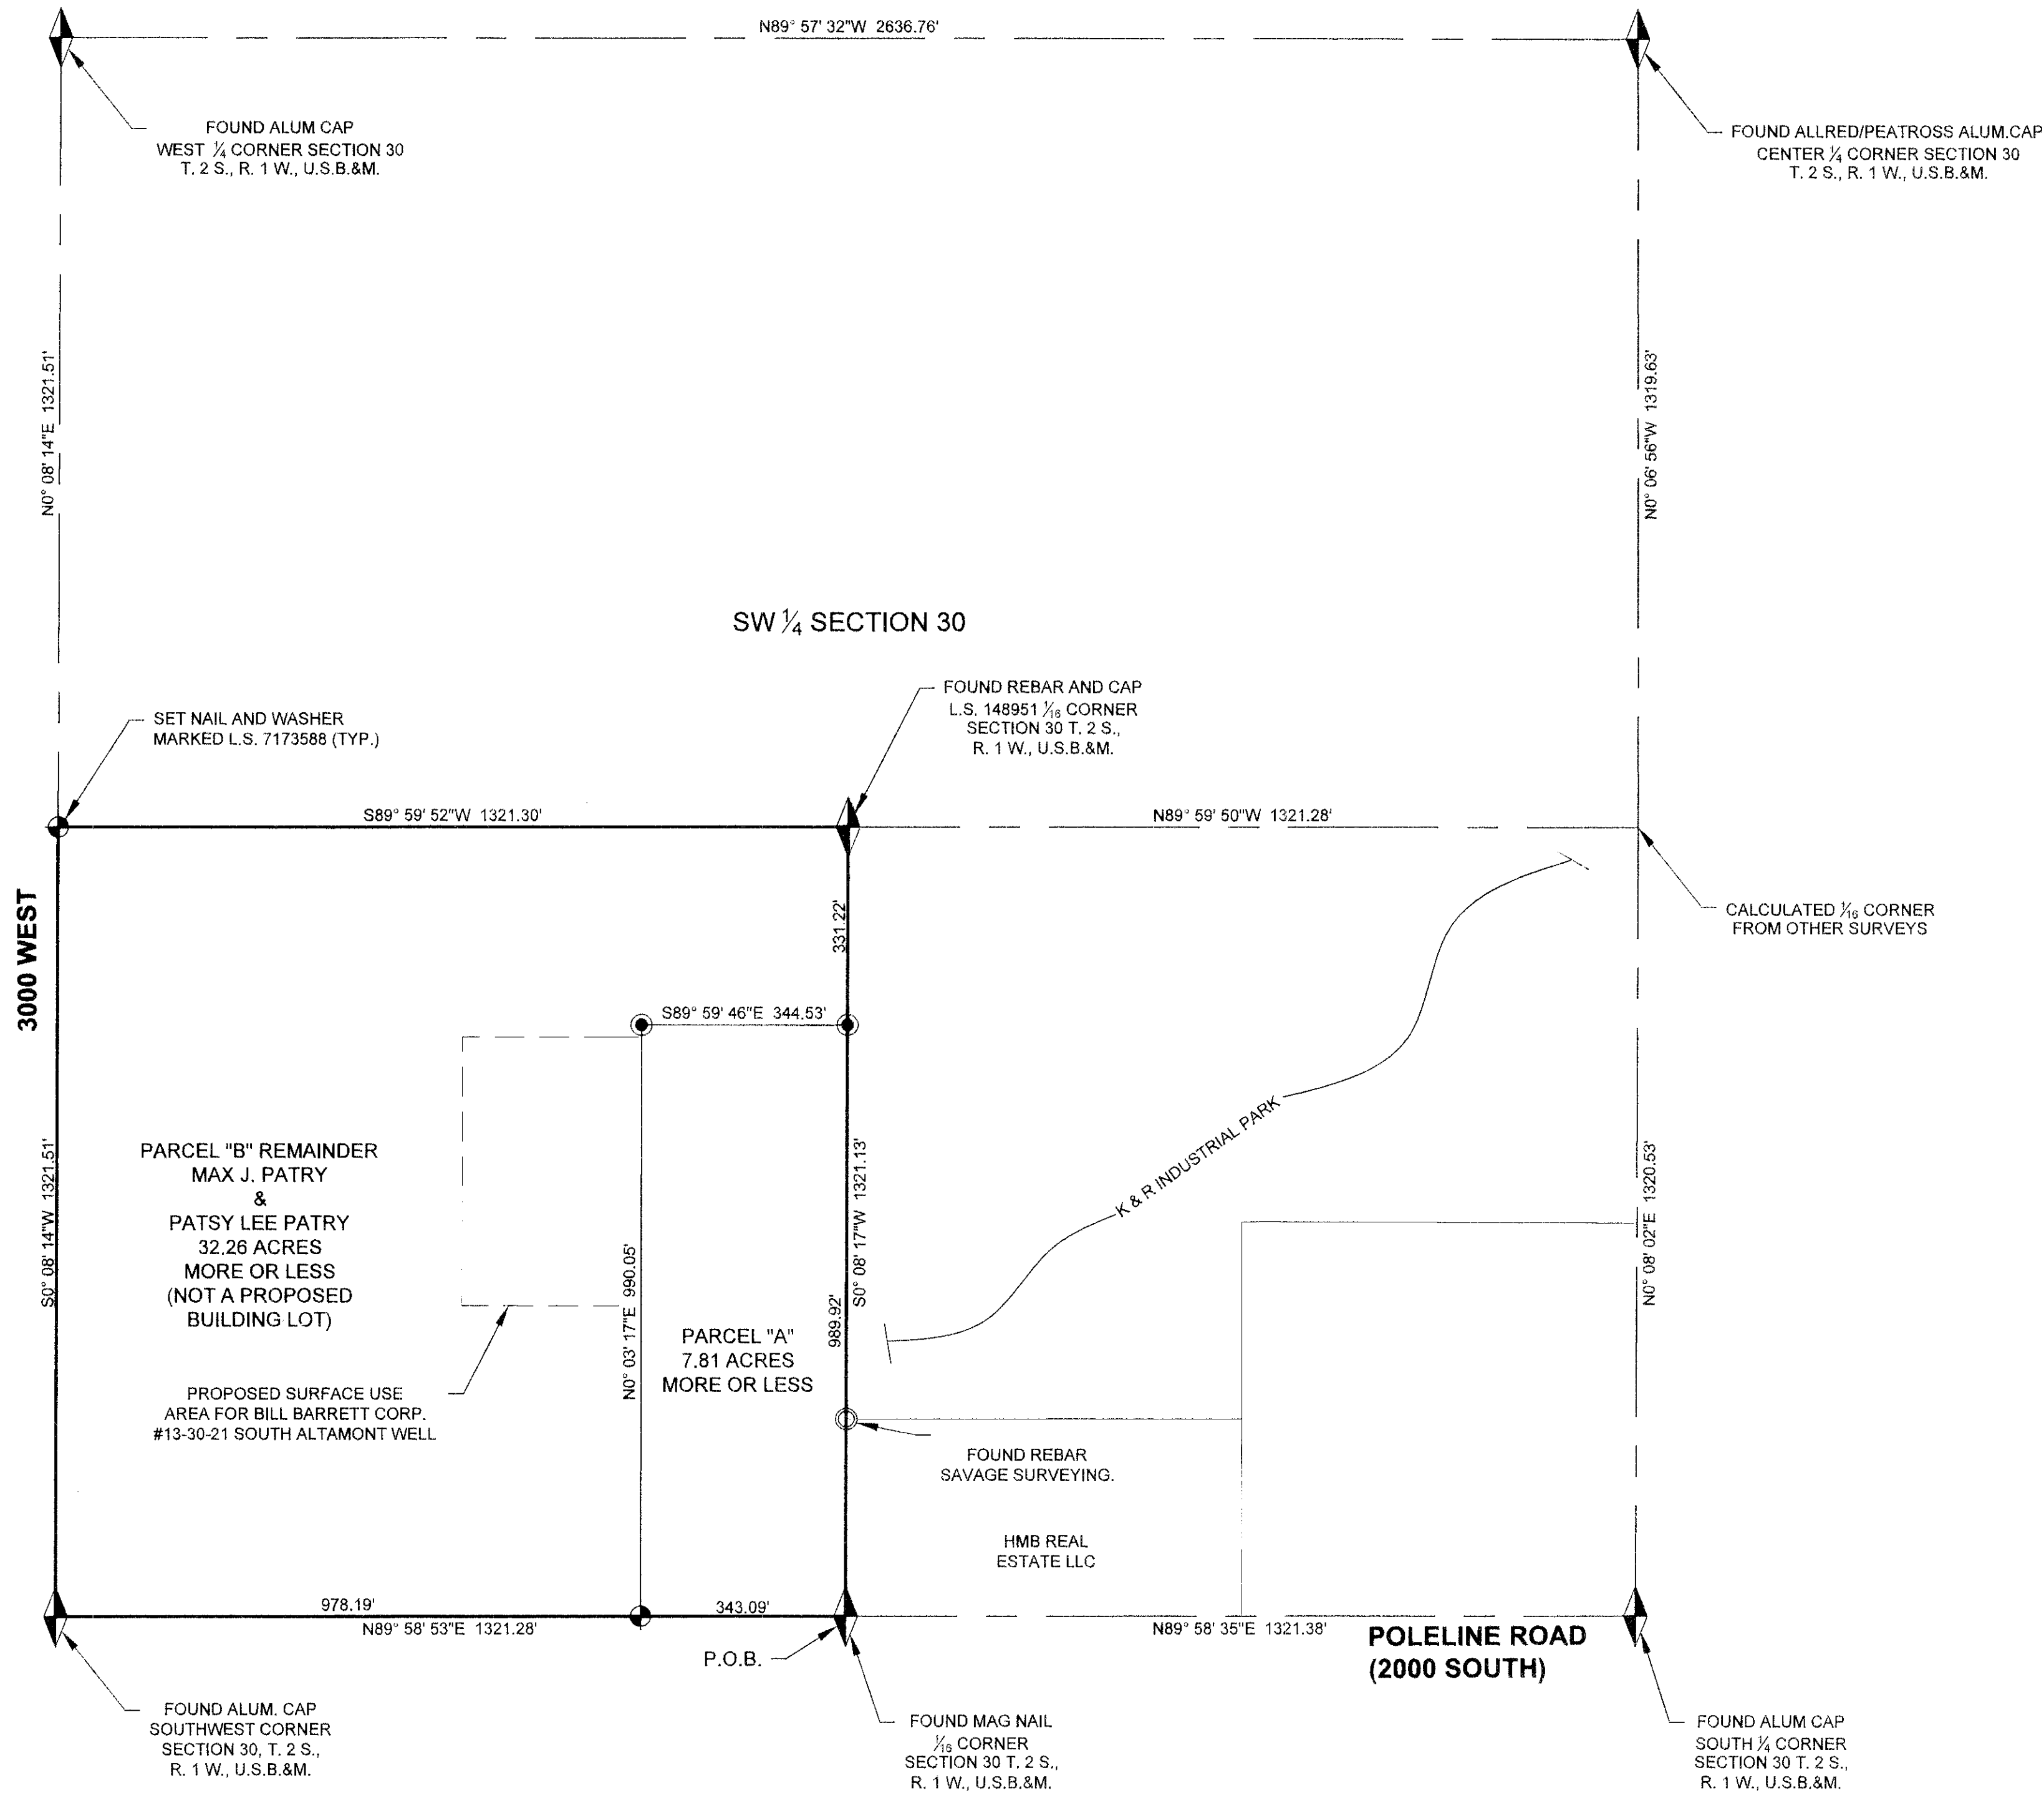 N89° 57' 32"W 2636.76'
FOUND ALUM CAP
WEST 1/4 CORNER SECTION 30
T. 2 S., R. 1 W., U.S.B.&M.
FOUND ALLRED/PEATROSS ALUM.CAP
CENTER 1/4 CORNER SECTION 30
T. 2 S., R. 1 W., U.S.B.&M.
N0° 08' 14"E 1321.51'
N0° 06' 56"W 1319.63'
SW 1/4 SECTION 30
SET NAIL AND WASHER
MARKED L.S. 7173588 (TYP.)
FOUND REBAR AND CAP
L.S. 148951 1/16 CORNER
SECTION 30 T. 2 S.,
R. 1 W., U.S.B.&M.
S89° 59' 52"W 1321.30'
N89° 59' 50"W 1321.28'
3000 WEST
331.22'
CALCULATED 1/16 CORNER
FROM OTHER SURVEYS
S89° 59' 46"E 344.53'
K & R INDUSTRIAL PARK
S0° 08' 14"W 1321.51'
PARCEL "B" REMAINDER
MAX J. PATRY
&
PATSY LEE PATRY
32.26 ACRES
MORE OR LESS
(NOT A PROPOSED
BUILDING LOT)
N0° 03' 17"E 990.05'
S0° 08' 17"W 1321.13'
989.92'
N0° 08' 02"E 1320.53'
PARCEL "A"
7.81 ACRES
MORE OR LESS
PROPOSED SURFACE USE
AREA FOR BILL BARRETT CORP.
#13-30-21 SOUTH ALTAMONT WELL
FOUND REBAR
SAVAGE SURVEYING.
HMB REAL
ESTATE LLC
978.19'
343.09'
N89° 58' 53"E 1321.28'
N89° 58' 35"E 1321.38'
P.O.B.
POLELINE ROAD
(2000 SOUTH)
FOUND ALUM. CAP
SOUTHWEST CORNER
SECTION 30, T. 2 S.,
R. 1 W., U.S.B.&M.
FOUND MAG NAIL
1/16 CORNER
SECTION 30 T. 2 S.,
R. 1 W., U.S.B.&M.
FOUND ALUM CAP
SOUTH 1/4 CORNER
SECTION 30 T. 2 S.,
R. 1 W., U.S.B.&M.